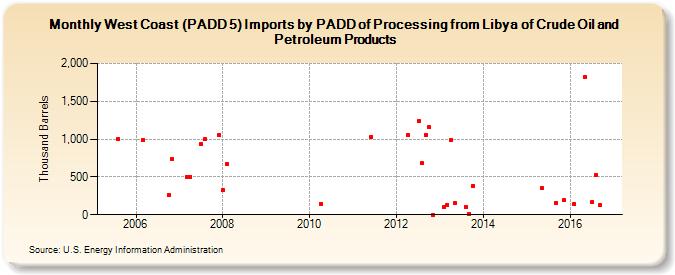 Monthly West Coast (PADD 5) Imports by PADD of Processing from Libya of Crude Oil and
Petroleum Products
Thousand Barrels
2,000
1,500
1,000
500
0
2006 2008 2010 2012 2014 2016
Source: U.S. Energy Information Administration